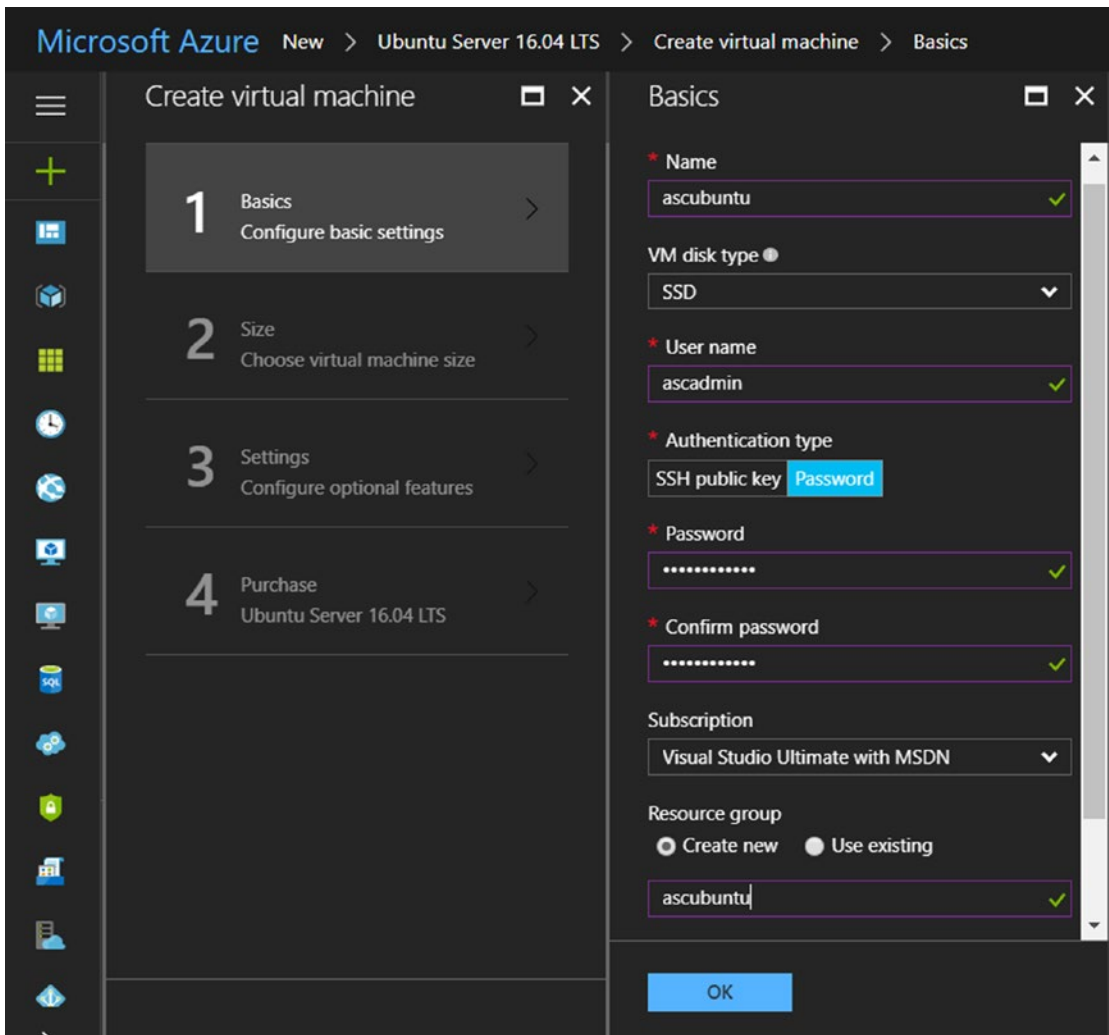 Microsoft Azure New > Ubuntu Server 16.04 LTS > Create virtual machine > Basics
Create virtual machine
1
Basics
Configure basic settings
2
Size
Choose virtual machine size
3
Settings
Configure optional features
4
Purchase
Ubuntu Server 16.04 LTS
Basics
* Name
ascubuntu
VM disk type
SSD
* User name
ascadmin
* Authentication type
SSH public key Password
* Password
••••••••••••
* Confirm password
••••••••••••
Subscription
Visual Studio Ultimate with MSDN
Resource group
Create new Use existing
ascubuntu
OK
SQL